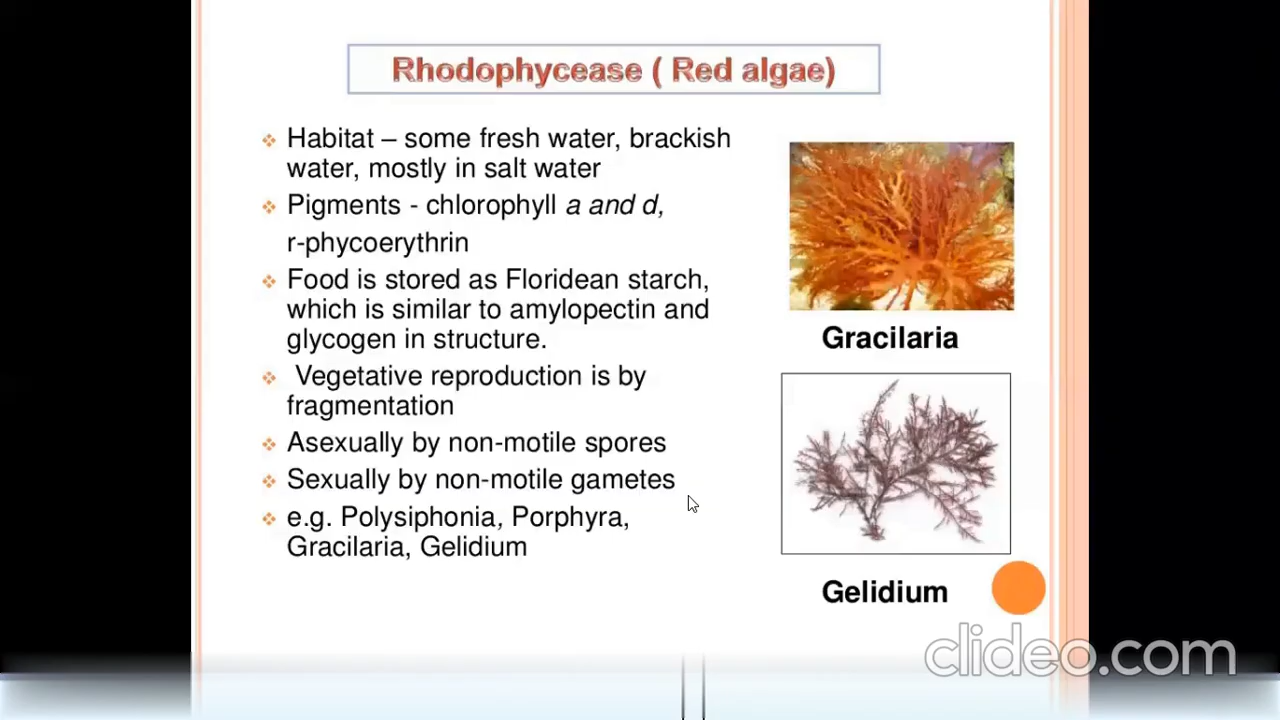 Rhodophycease ( Red algae)
Habitat – some fresh water, brackish
water, mostly in salt water
Pigments - chlorophyll a and d,
r-phycoerythrin
Food is stored as Floridean starch,
which is similar to amylopectin and
glycogen in structure.
Vegetative reproduction is by
fragmentation
Asexually by non-motile spores
Sexually by non-motile gametes
e.g. Polysiphonia, Porphyra,
Gracilaria, Gelidium
Gracilaria
Gelidium
clideo.com